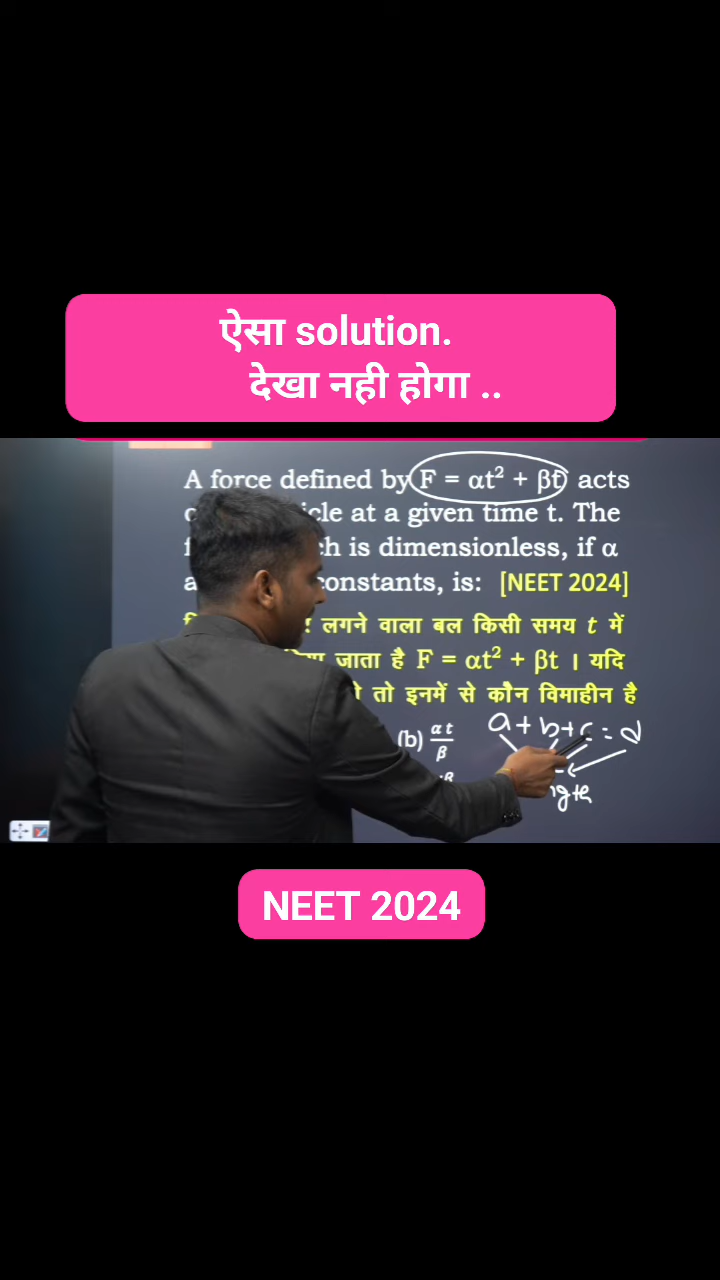 ऐसा solution.
देखा नही होगा ..
A force defined by F = αt² + βt acts
at a given time t. The
is dimensionless, if α
constants, is: [NEET 2024]
लगने वाला बल किसी समय t में
जाता है F = αt² + βt । यदि
तो इनमें से कौन विमाहीन है
(b) αt/β a + b + c = d
NEET 2024